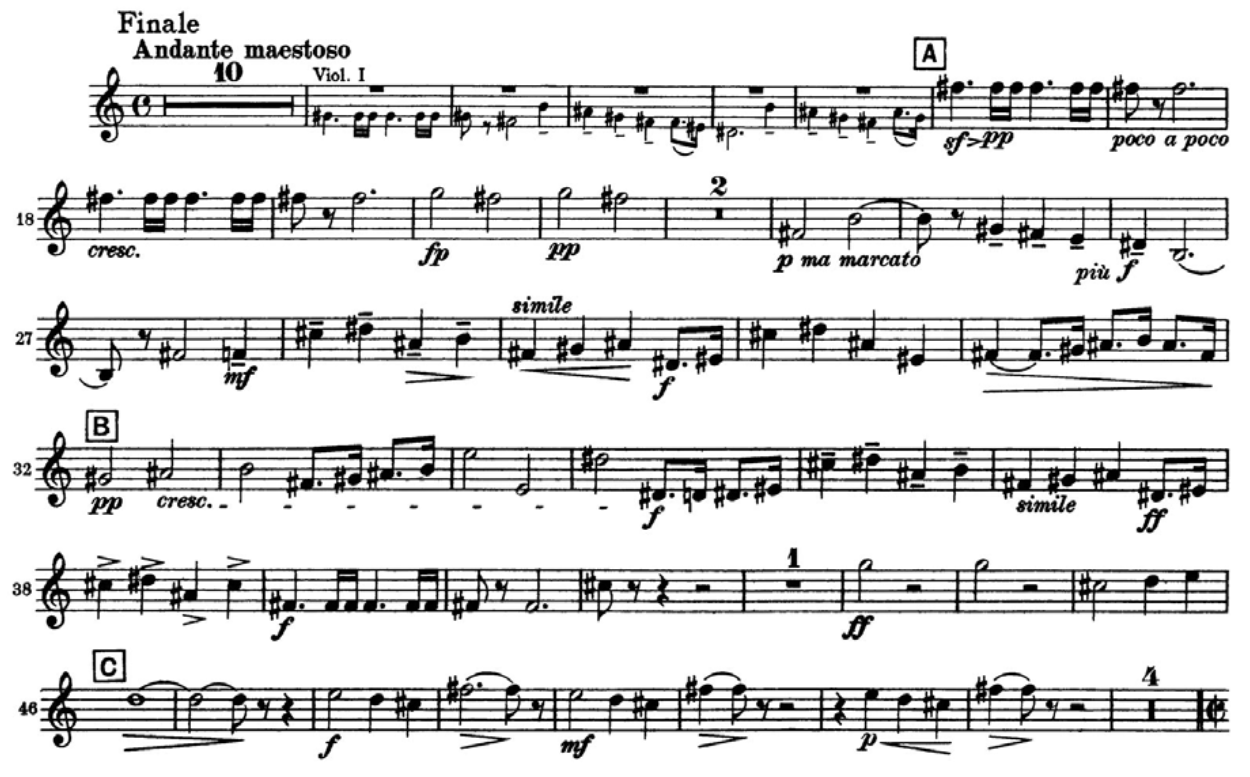 Finale
Andante maestoso
10 Viol. I A
sf> pp poco a poco
18 2
cresc. fp pp p ma marcato più f
27 simile
mf f
B
32
pp cresc. f simile ff
38 1
f ff
C
46 4
f mf p